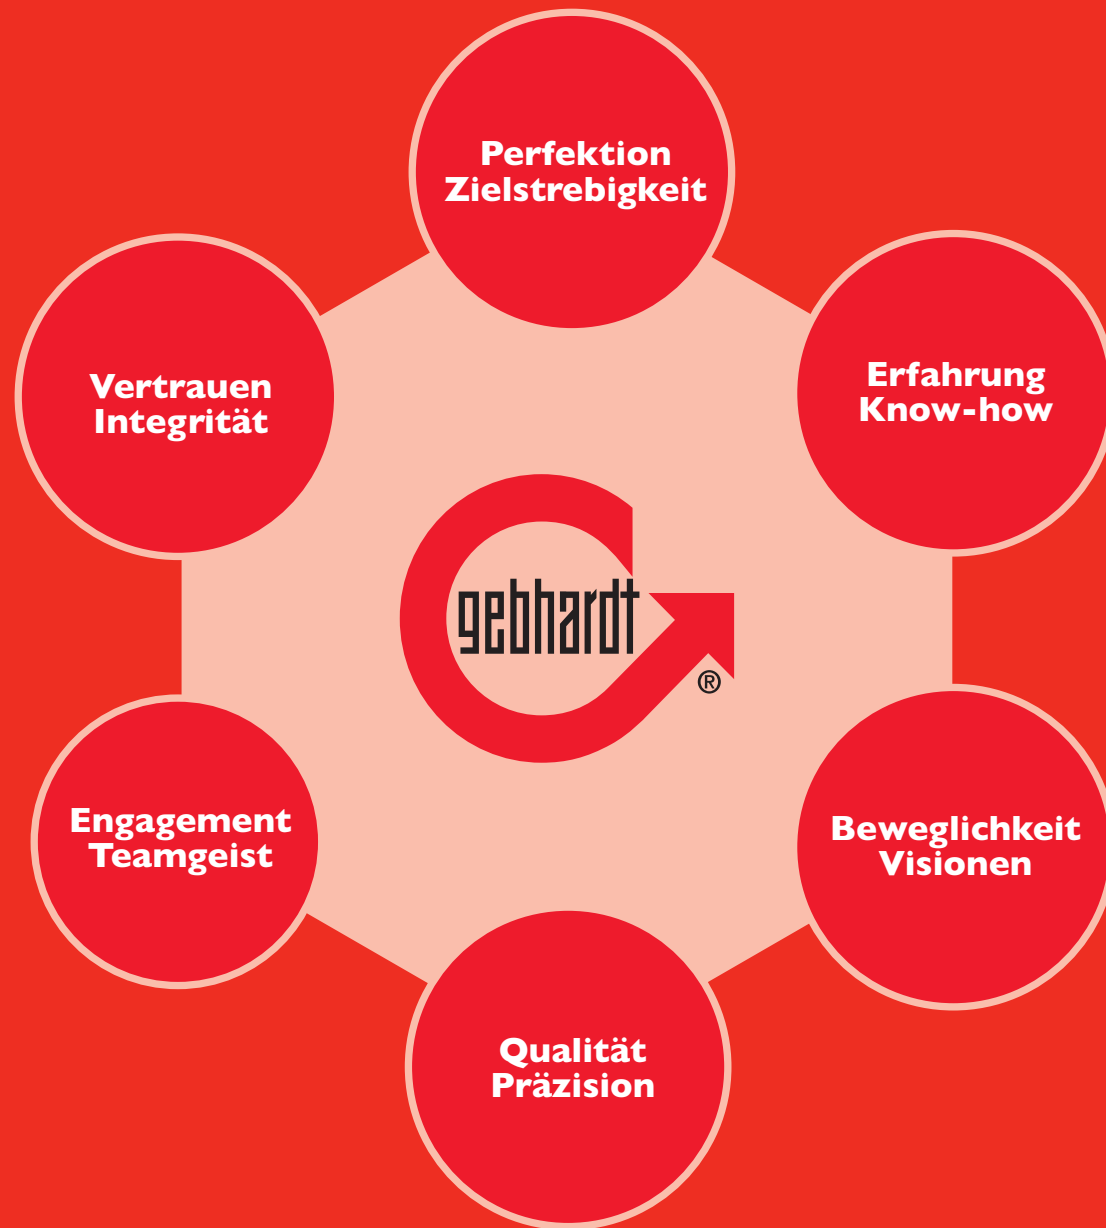 Perfektion
Zielstrebigkeit
Vertrauen
Integrität
Erfahrung
Know-how
gebhardt
®
Engagement
Teamgeist
Beweglichkeit
Visionen
Qualität
Präzision